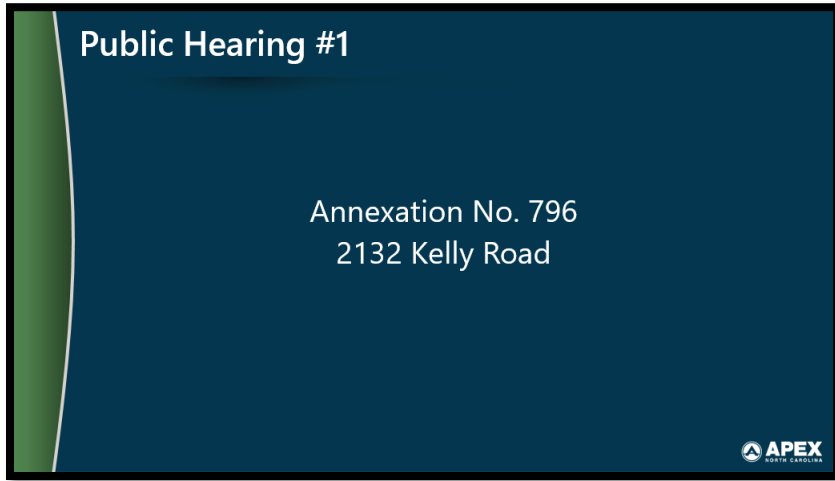 Public Hearing #1
Annexation No. 796
2132 Kelly Road
APEX
NORTH CAROLINA